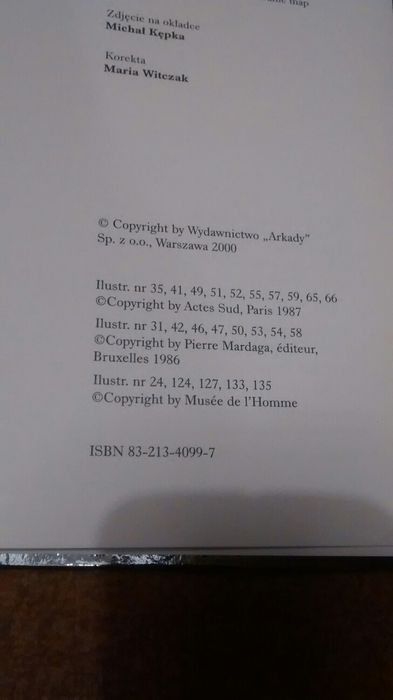 map
Zdjęcie na okładce
Michał Kępka
Korekta
Maria Witczak
© Copyright by Wydawnictwo „Arkady”
Sp. z o.o., Warszawa 2000
Ilustr. nr 35, 41, 49, 51, 52, 55, 57, 59, 65, 66
©Copyright by Actes Sud, Paris 1987
Ilustr. nr 31, 42, 46, 47, 50, 53, 54, 58
©Copyright by Pierre Mardaga, éditeur,
Bruxelles 1986
Ilustr. nr 24, 124, 127, 133, 135
©Copyright by Musée de l’Homme
ISBN 83-213-4099-7